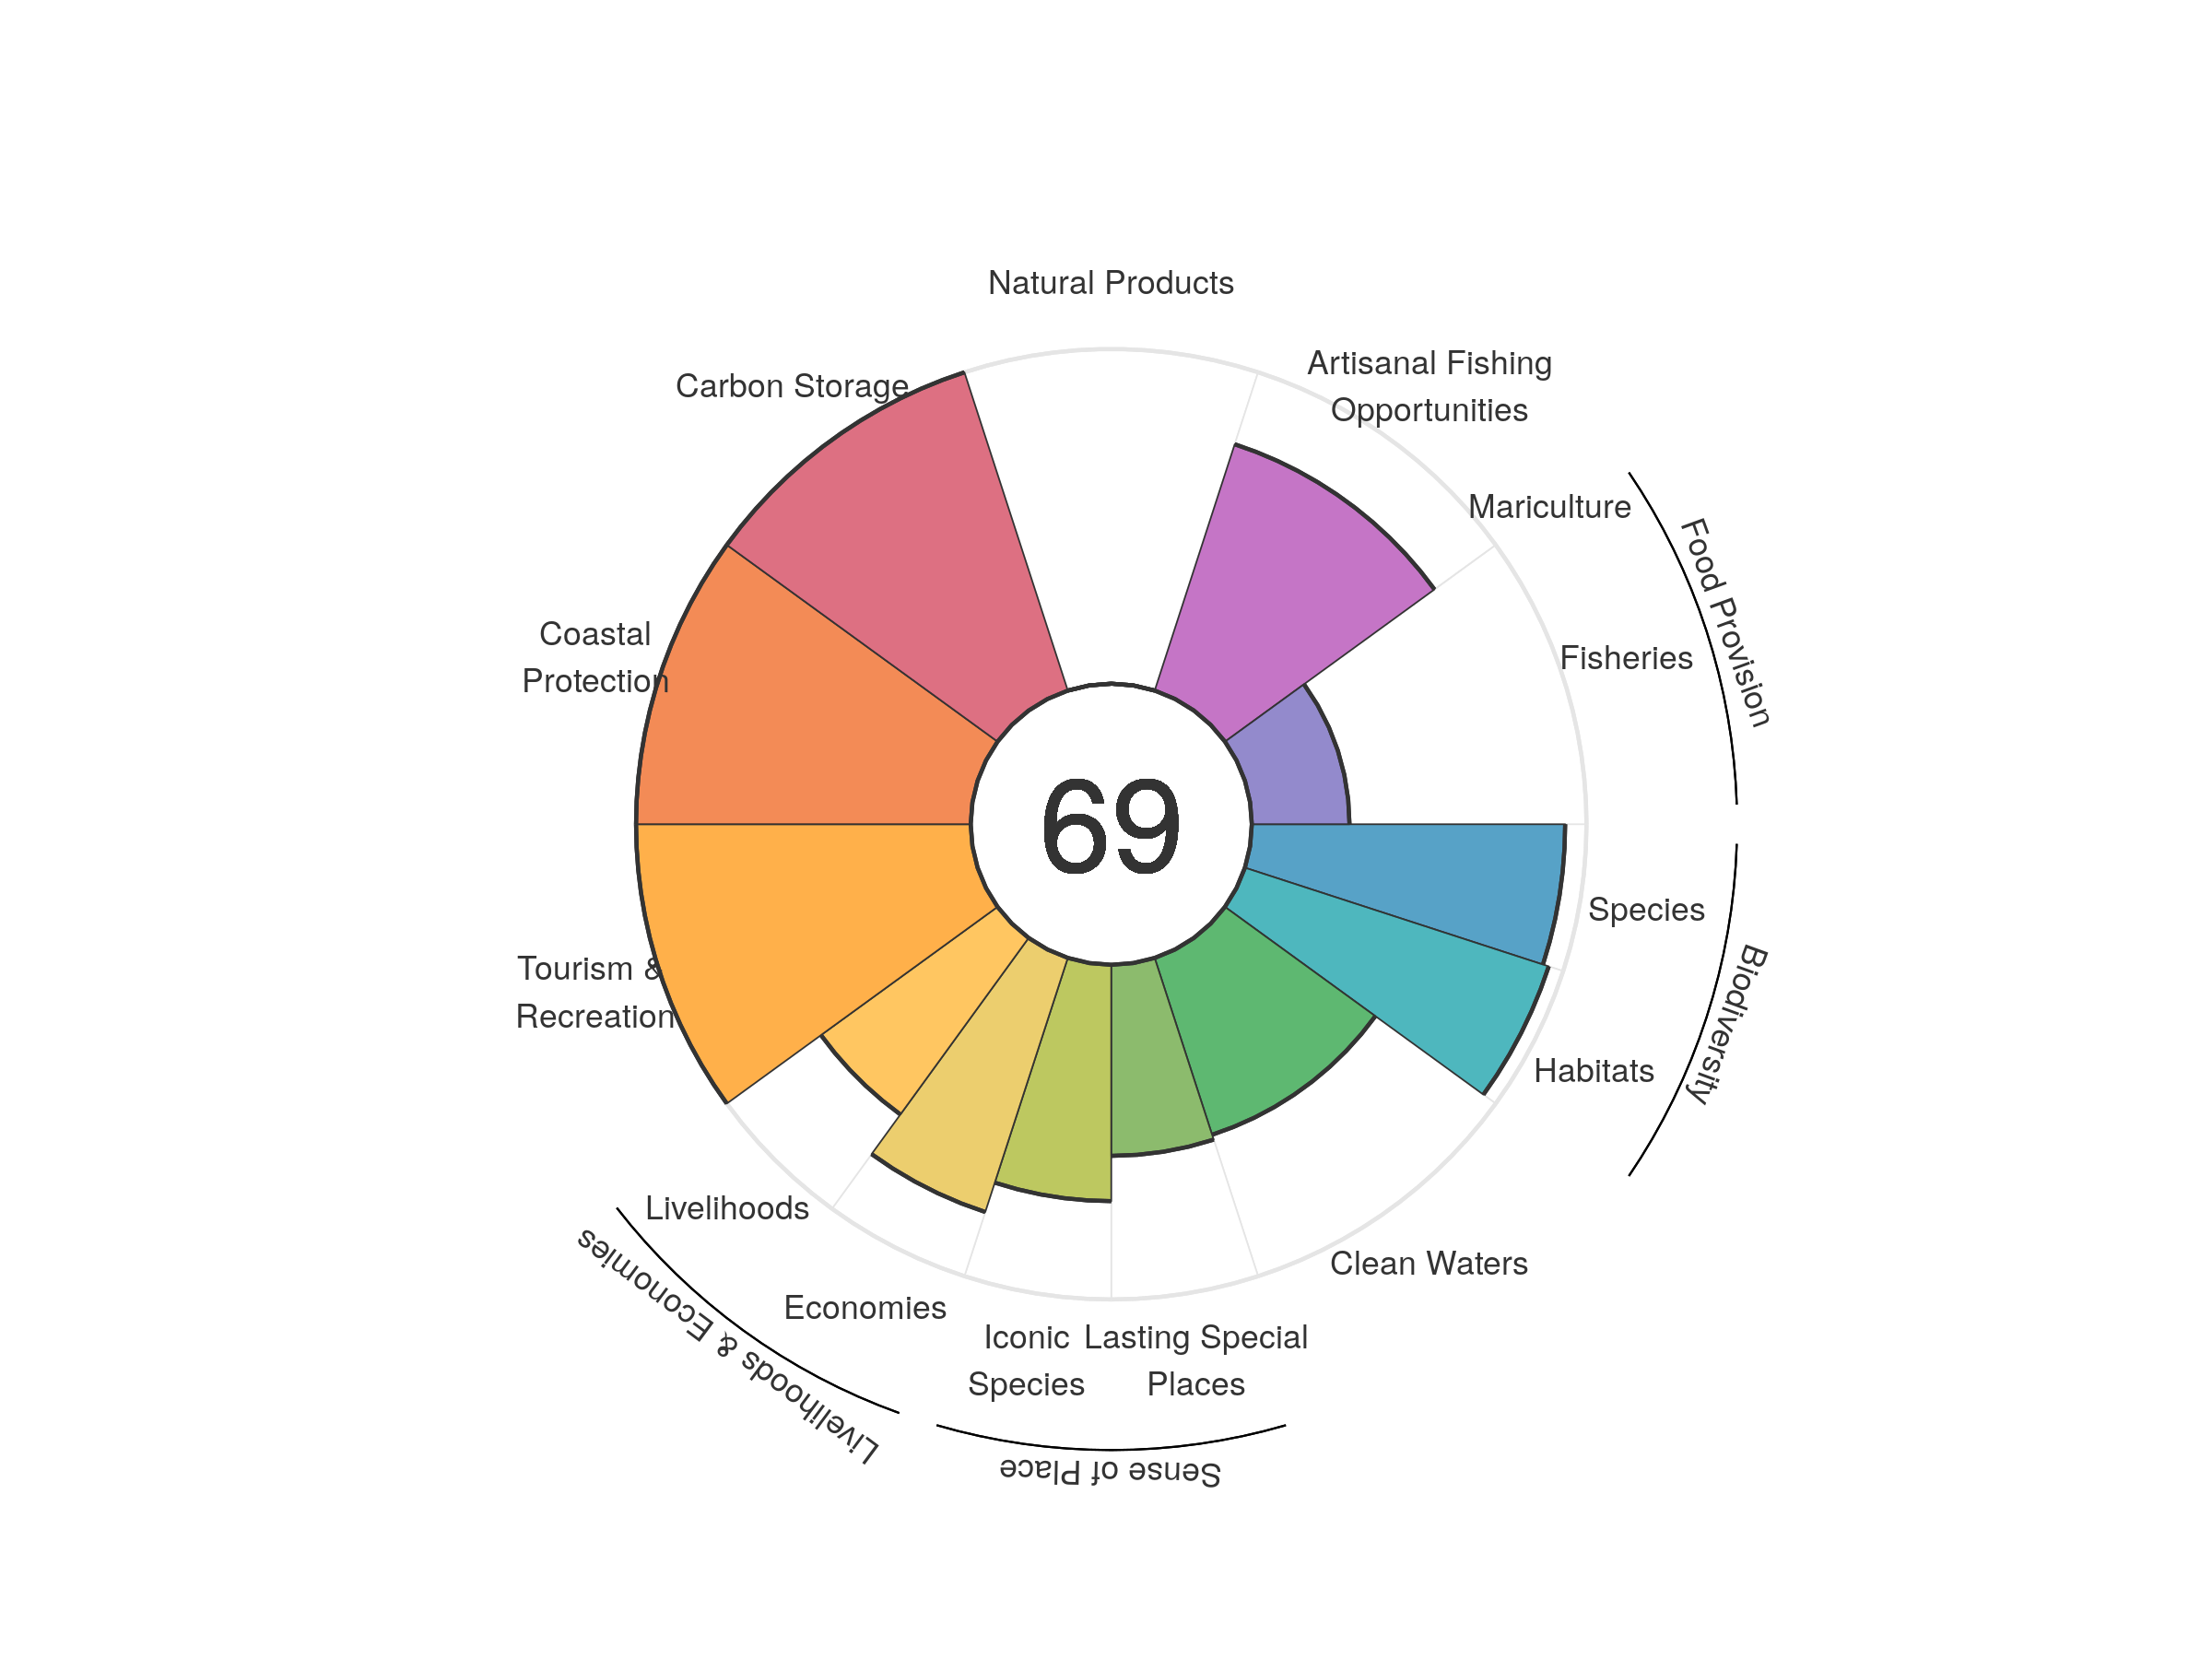 Natural Products
Artisanal Fishing
Opportunities
Carbon Storage
Mariculture
Food Provision
Fisheries
Coastal
Protection
69
Species
Biodiversity
Tourism &
Recreation
Habitats
Livelihoods
Clean Waters
Economies
Livelihoods & Economies
Iconic
Species
Lasting Special
Places
Sense of Place